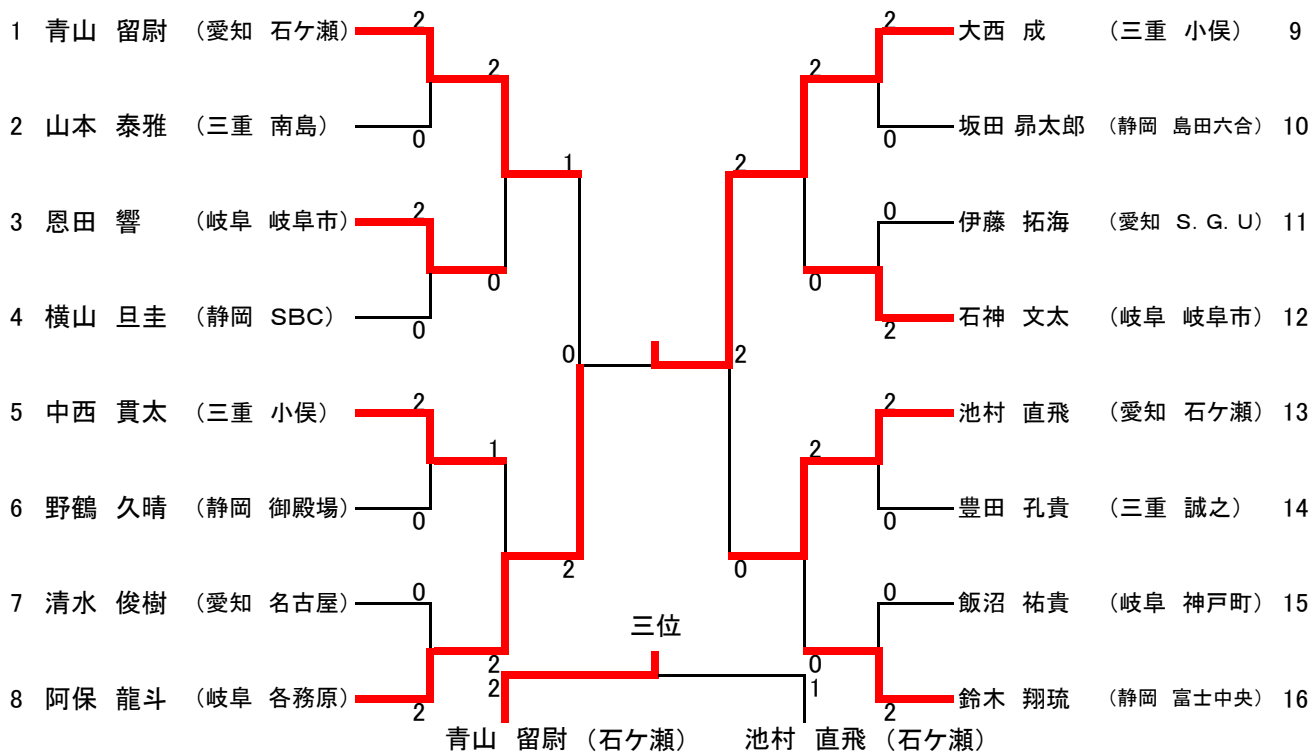 1 青山 留尉 (愛知 石ケ瀬) 2
2
2 山本 泰雅 (三重 南島) 0
1
3 恩田 響 (岐阜 岐阜市) 2
0
4 横山 旦圭 (静岡 SBC) 0
0
5 中西 貫太 (三重 小俣) 2
1
6 野鶴 久晴 (静岡 御殿場) 0
2
7 清水 俊樹 (愛知 名古屋) 0
2
8 阿保 龍斗 (岐阜 各務原) 2
2 大西 成 (三重 小俣) 9
2
0 坂田 昴太郎 (静岡 島田六合) 10
2
0 伊藤 拓海 (愛知 S.G.U) 11
0
2 石神 文太 (岐阜 岐阜市) 12
2
2 池村 直飛 (愛知 石ケ瀬) 13
2
0 豊田 孔貴 (三重 誠之) 14
0
0 飯沼 祐貴 (岐阜 神戸町) 15
0
2 鈴木 翔琉 (静岡 富士中央) 16
三位
2 1
青山 留尉 (石ケ瀬) 池村 直飛 (石ケ瀬)